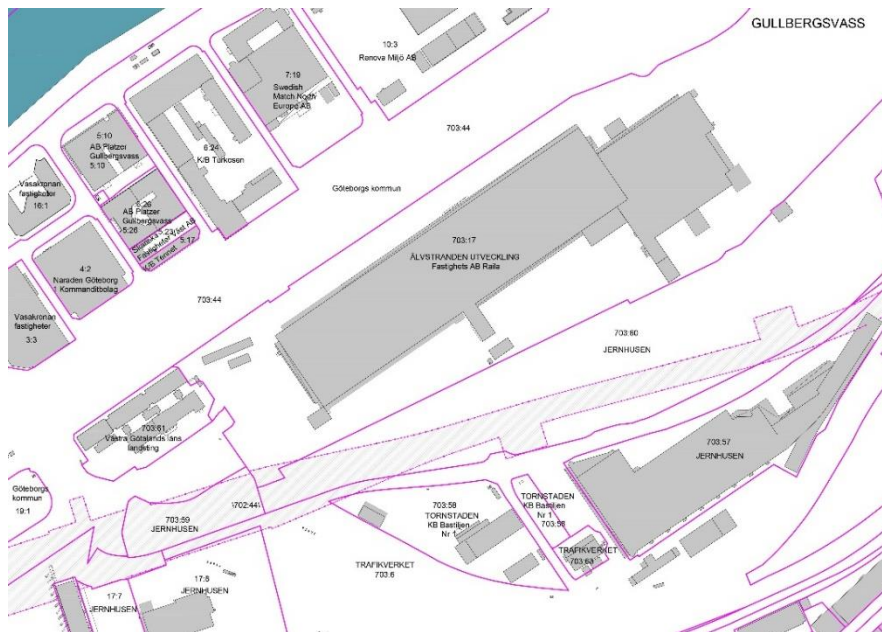 GULLBERGSVASS
10:3
Renova Miljö AB
7:19
Swedish
Match North
Europe AB
5:10
AB Platzer
Gullbergsvass
5:10
6:24
K/B Turkosen
703:44
Göteborgs kommun
Vasakronan
fastigheter
16:1
5:26
AB Platzer
Gullbergsvass
5:26
5:17
K/B Tennet
4:2
Naraden Göteborg
1 Kommanditbolag
703:17
ÄLVSTRANDEN UTVECKLING
Fastighets AB Raila
703:44
Vasakronan
fastigheter
3:3
703:60
JERNHUSEN
703:61
Västra Götalands läns
landsting
703:57
JERNHUSEN
Göteborgs
kommun
19:1
702:44
703:59
JERNHUSEN
703:58
TORNSTADEN
KB Bastiljen
Nr 1
TORNSTADEN
KB Bastiljen
Nr 1
703:58
TRAFIKVERKET
703:6
TRAFIKVERKET
17:7
JERNHUSEN
17:8
JERNHUSEN